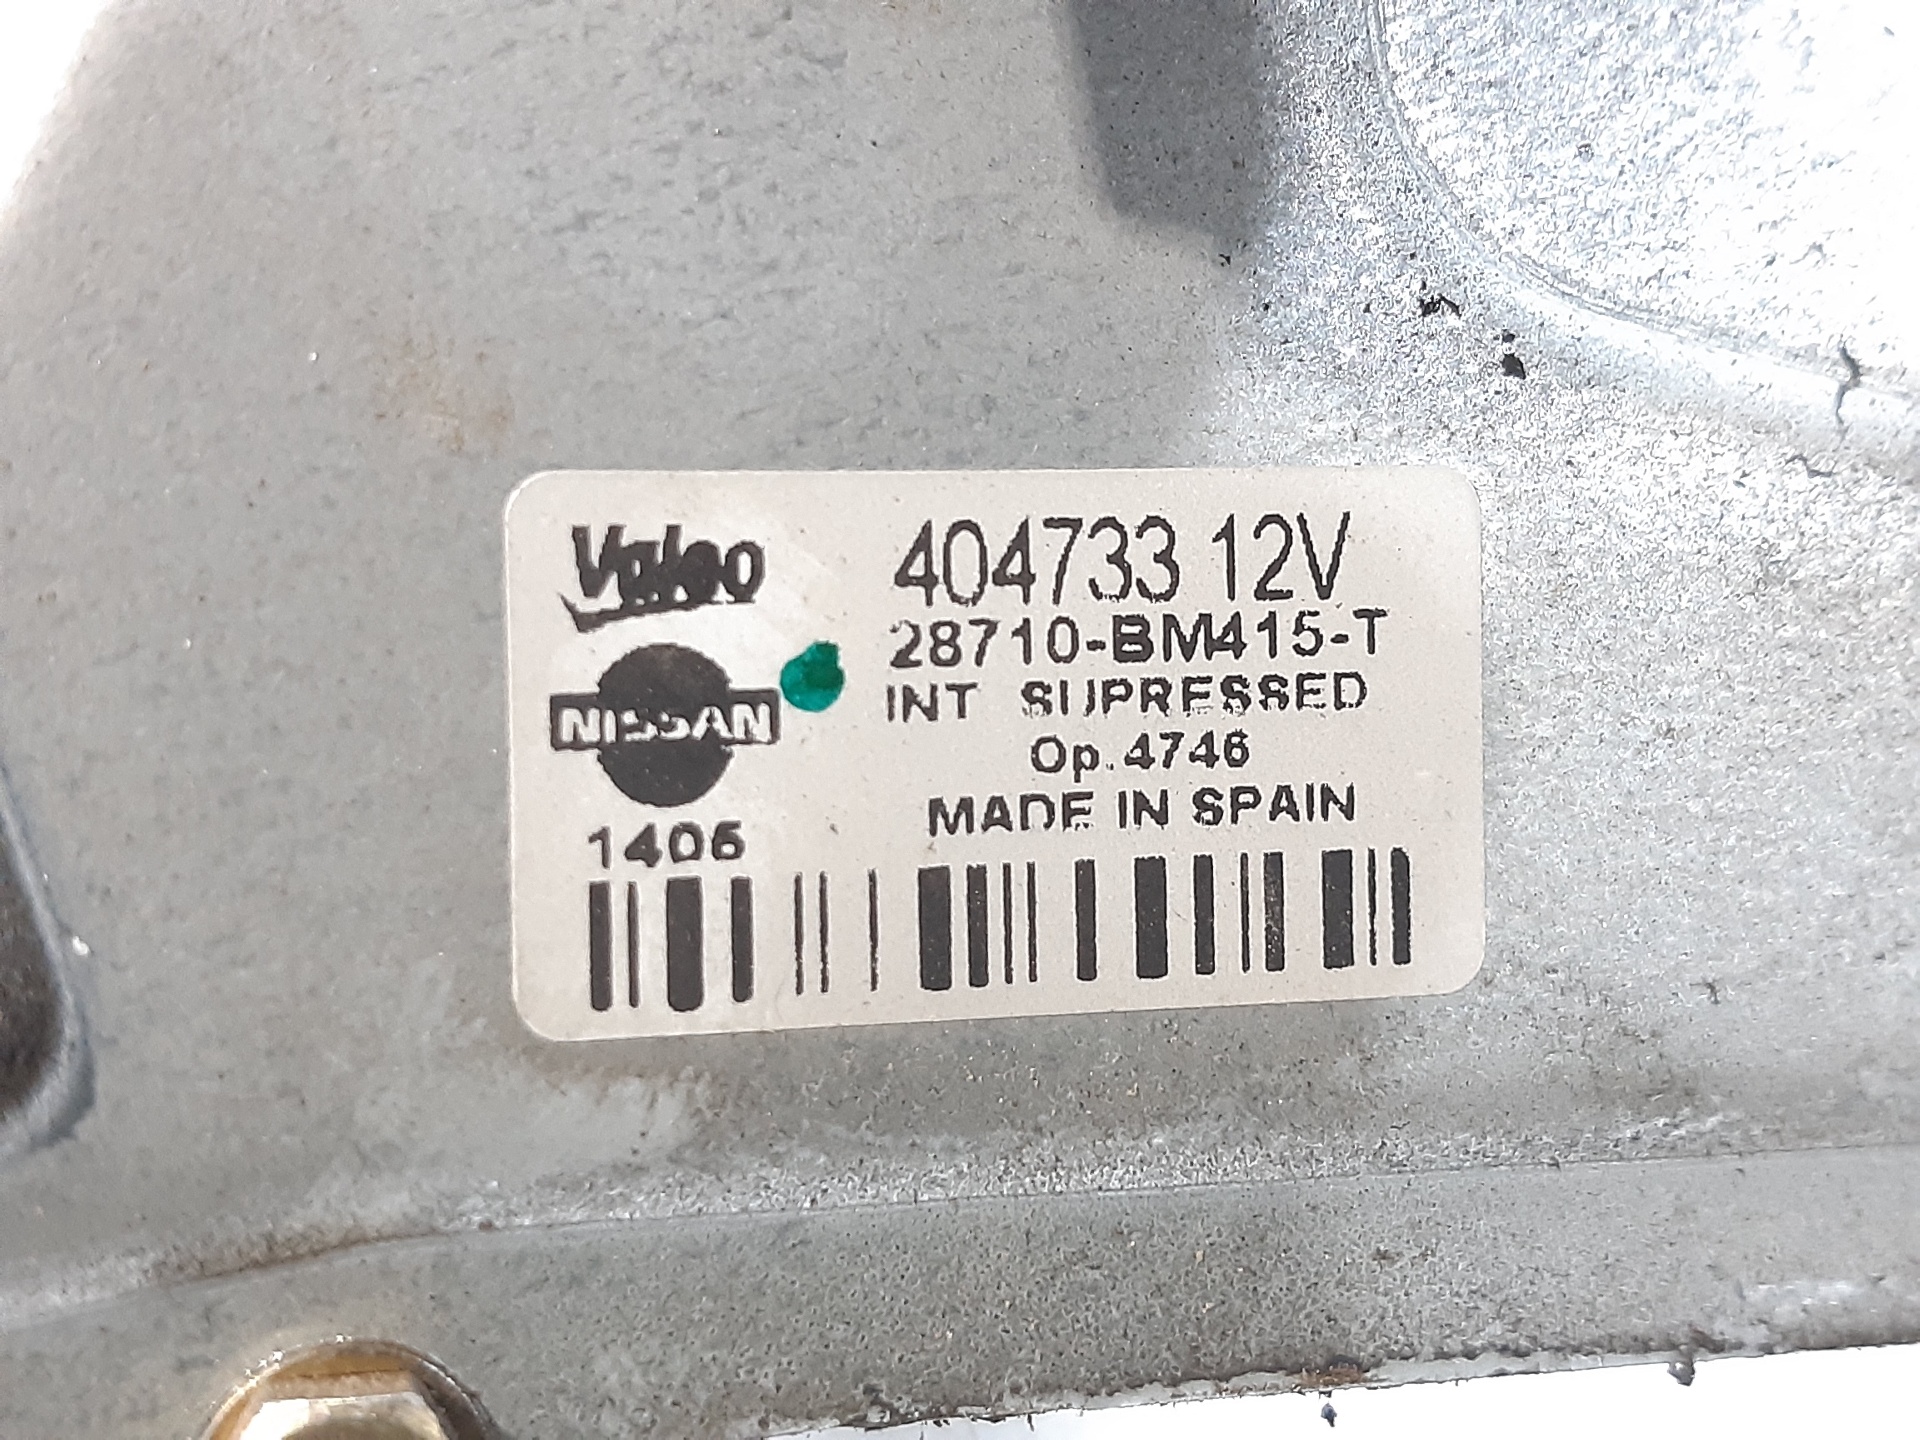 Valeo
404733 12V
28710-BM415-T
NISSAN
INT SUPRESSED
Op.4746
MADE IN SPAIN
1406